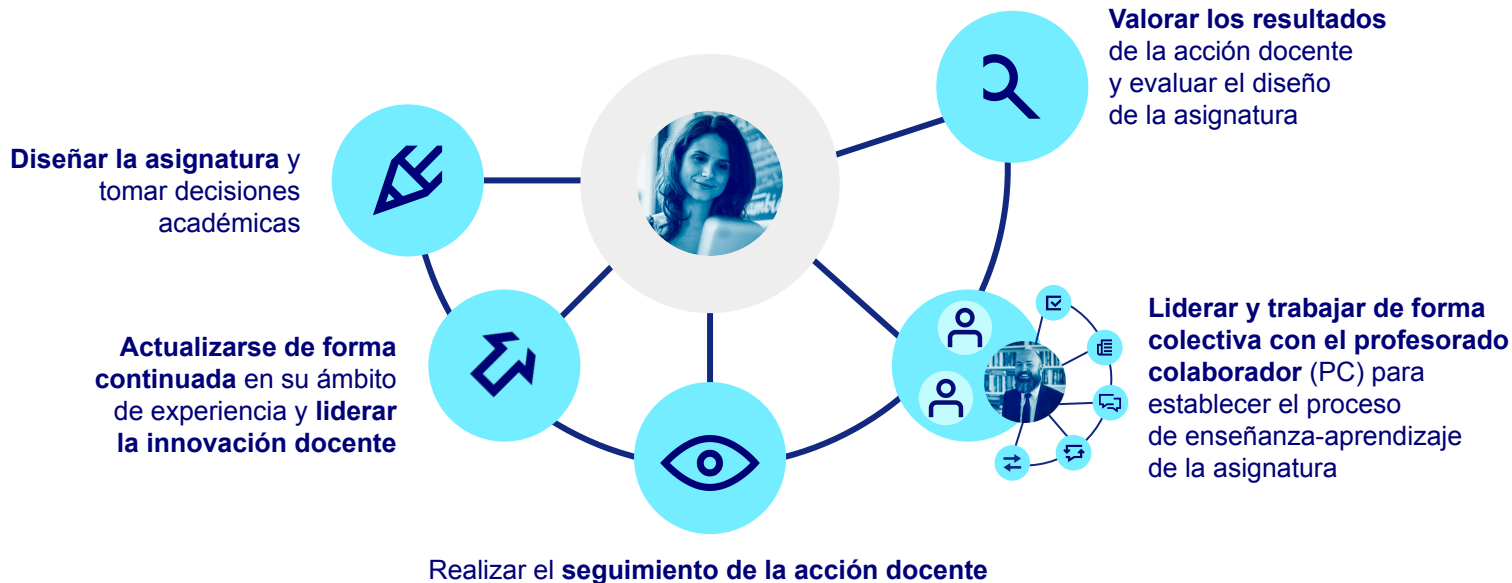 Valorar los resultados
de la acción docente
y evaluar el diseño
de la asignatura
Diseñar la asignatura y
tomar decisiones
académicas
Actualizarse de forma
continuada en su ámbito
de experiencia y liderar
la innovación docente
Liderar y trabajar de forma
colectiva con el profesorado
colaborador (PC) para
establecer el proceso
de enseñanza-aprendizaje
de la asignatura
Realizar el seguimiento de la acción docente